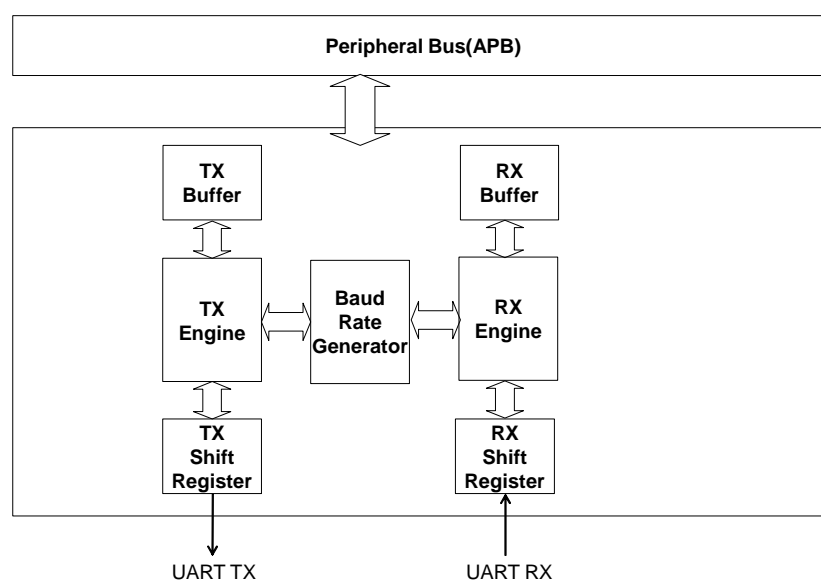 Peripheral Bus(APB)
TX
Buffer
RX
Buffer
TX
Engine
Baud
Rate
Generator
RX
Engine
TX
Shift
Register
RX
Shift
Register
UART TX
UART RX